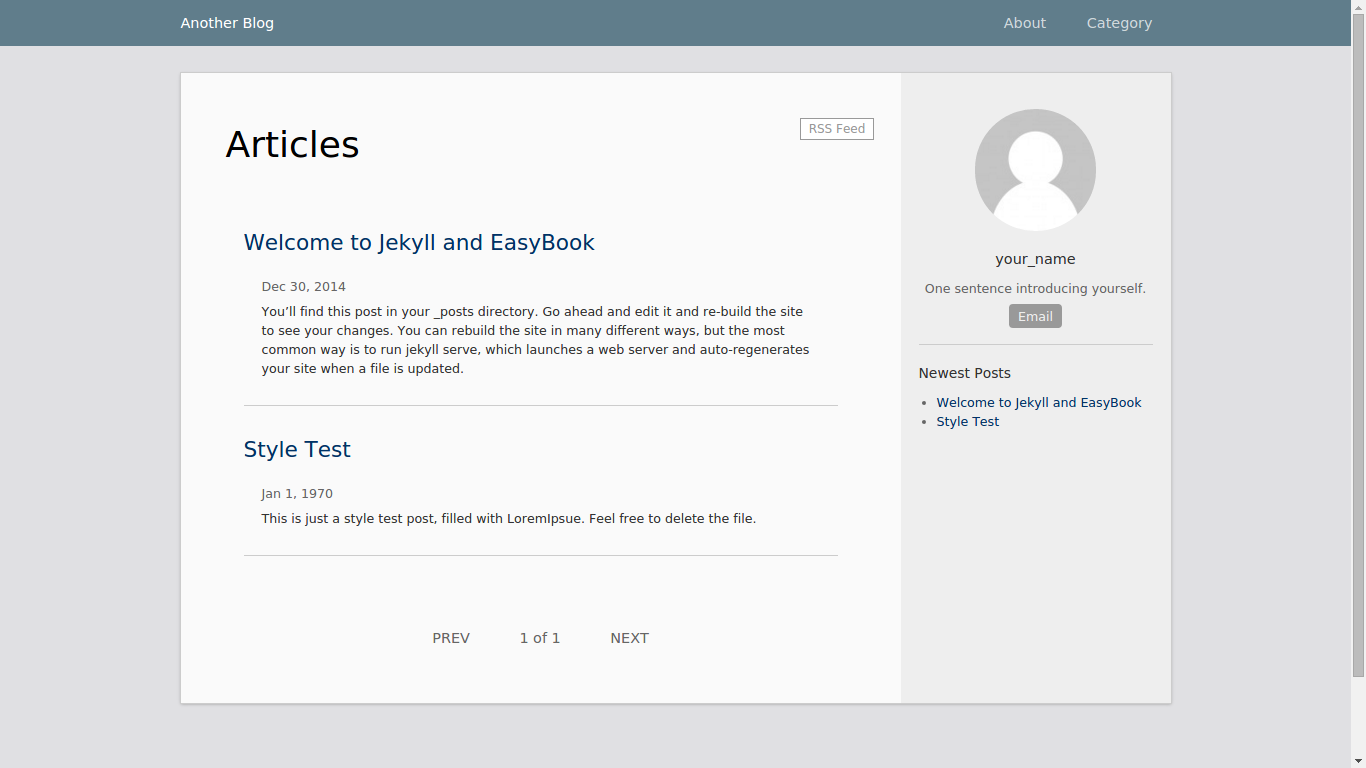 Another Blog
About
Category
Articles
RSS Feed
Welcome to Jekyll and EasyBook
Dec 30, 2014
You’ll find this post in your _posts directory. Go ahead and edit it and re-build the site
to see your changes. You can rebuild the site in many different ways, but the most
common way is to run jekyll serve, which launches a web server and auto-regenerates
your site when a file is updated.
Style Test
Jan 1, 1970
This is just a style test post, filled with LoremIpsue. Feel free to delete the file.
PREV
1 of 1
NEXT
your_name
One sentence introducing yourself.
Email
Newest Posts
Welcome to Jekyll and EasyBook
Style Test